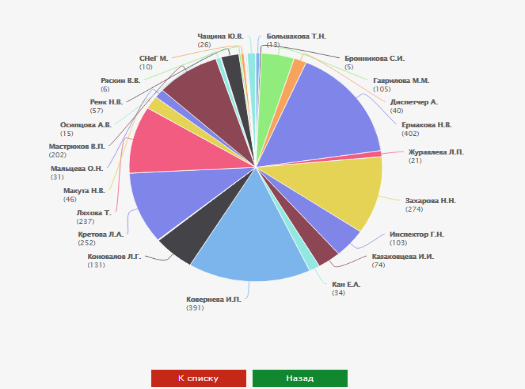 Чащина Ю.В.
(26)
Большакова Т.Н.
(13)
СНеГ М.
(10)
Бронникова С.И.
(5)
Раскин В.В.
(6)
Гаврилова М.М.
(105)
Ренк Н.В.
(57)
Диспетчер А.
(40)
Осинцова А.В.
(15)
Ермакова Н.В.
(402)
Мастрюков В.П.
(202)
Журавлева Л.П.
(21)
Мальцева О.Н.
(31)
Макута Н.В.
(46)
Захарова Н.Н.
(274)
Ляхова Т.
(237)
Кретова Л.А.
(252)
Инспектор Г.Н.
(103)
Коновалов Л.Г.
(131)
Казаковцева И.И.
(74)
Кан Е.А.
(34)
Ковернева И.П.
(391)
К списку
Назад